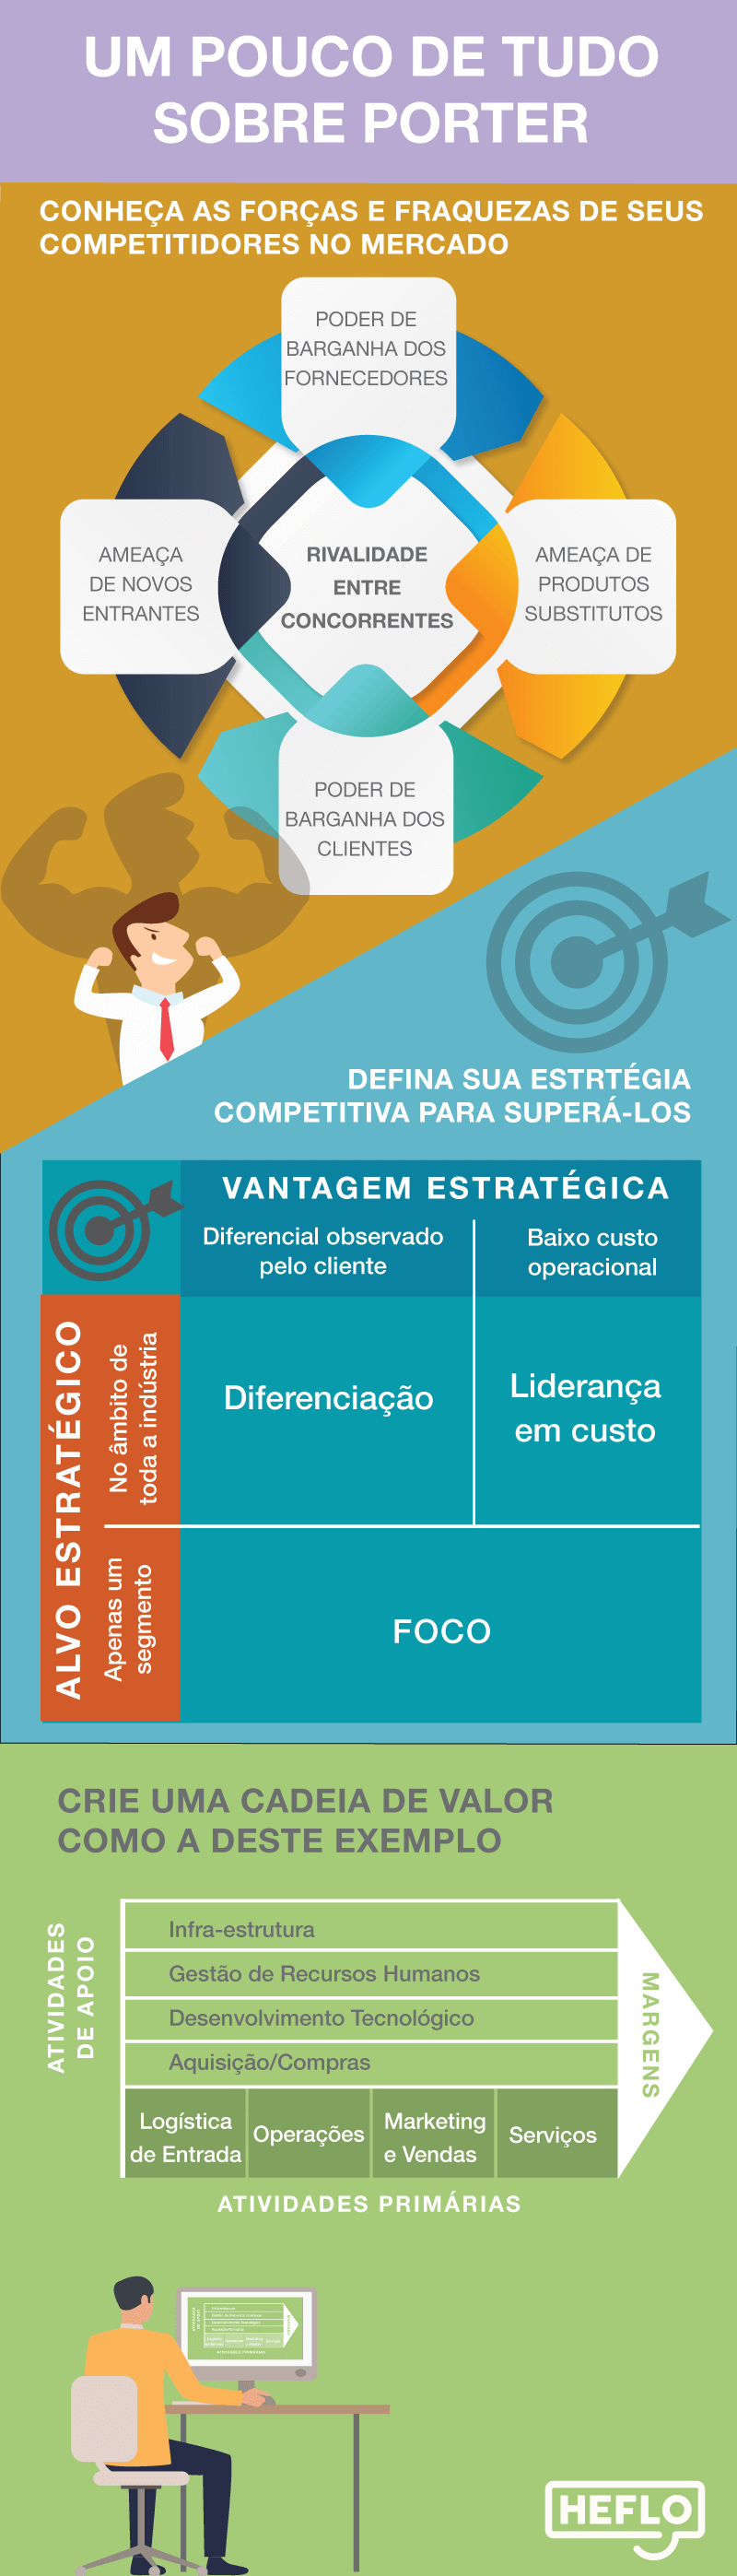 UM POUCO DE TUDO
SOBRE PORTER
CONHEÇA AS FORÇAS E FRAQUEZAS DE SEUS
COMPETITIDORES NO MERCADO
PODER DE
BARGANHA DOS
FORNECEDORES
AMEAÇA
DE NOVOS
ENTRANTES
RIVALIDADE
ENTRE
CONCORRENTES
AMEAÇA DE
PRODUTOS
SUBSTITUTOS
PODER DE
BARGANHA DOS
CLIENTES
DEFINA SUA ESTRTÉGIA
COMPETITIVA PARA SUPERÁ-LOS
VANTAGEM ESTRATÉGICA
Diferencial observado
pelo cliente
Baixo custo
operacional
ALVO ESTRATÉGICO
No âmbito de
toda a indústria
Diferenciação
Liderança
em custo
Apenas um
segmento
FOCO
CRIE UMA CADEIA DE VALOR
COMO A DESTE EXEMPLO
ATIVIDADES
DE APOIO
Infra-estrutura
Gestão de Recursos Humanos
Desenvolvimento Tecnológico
Aquisição/Compras
MARGENS
Logística
de Entrada
Operações
Marketing
e Vendas
Serviços
ATIVIDADES PRIMÁRIAS
HEFLO